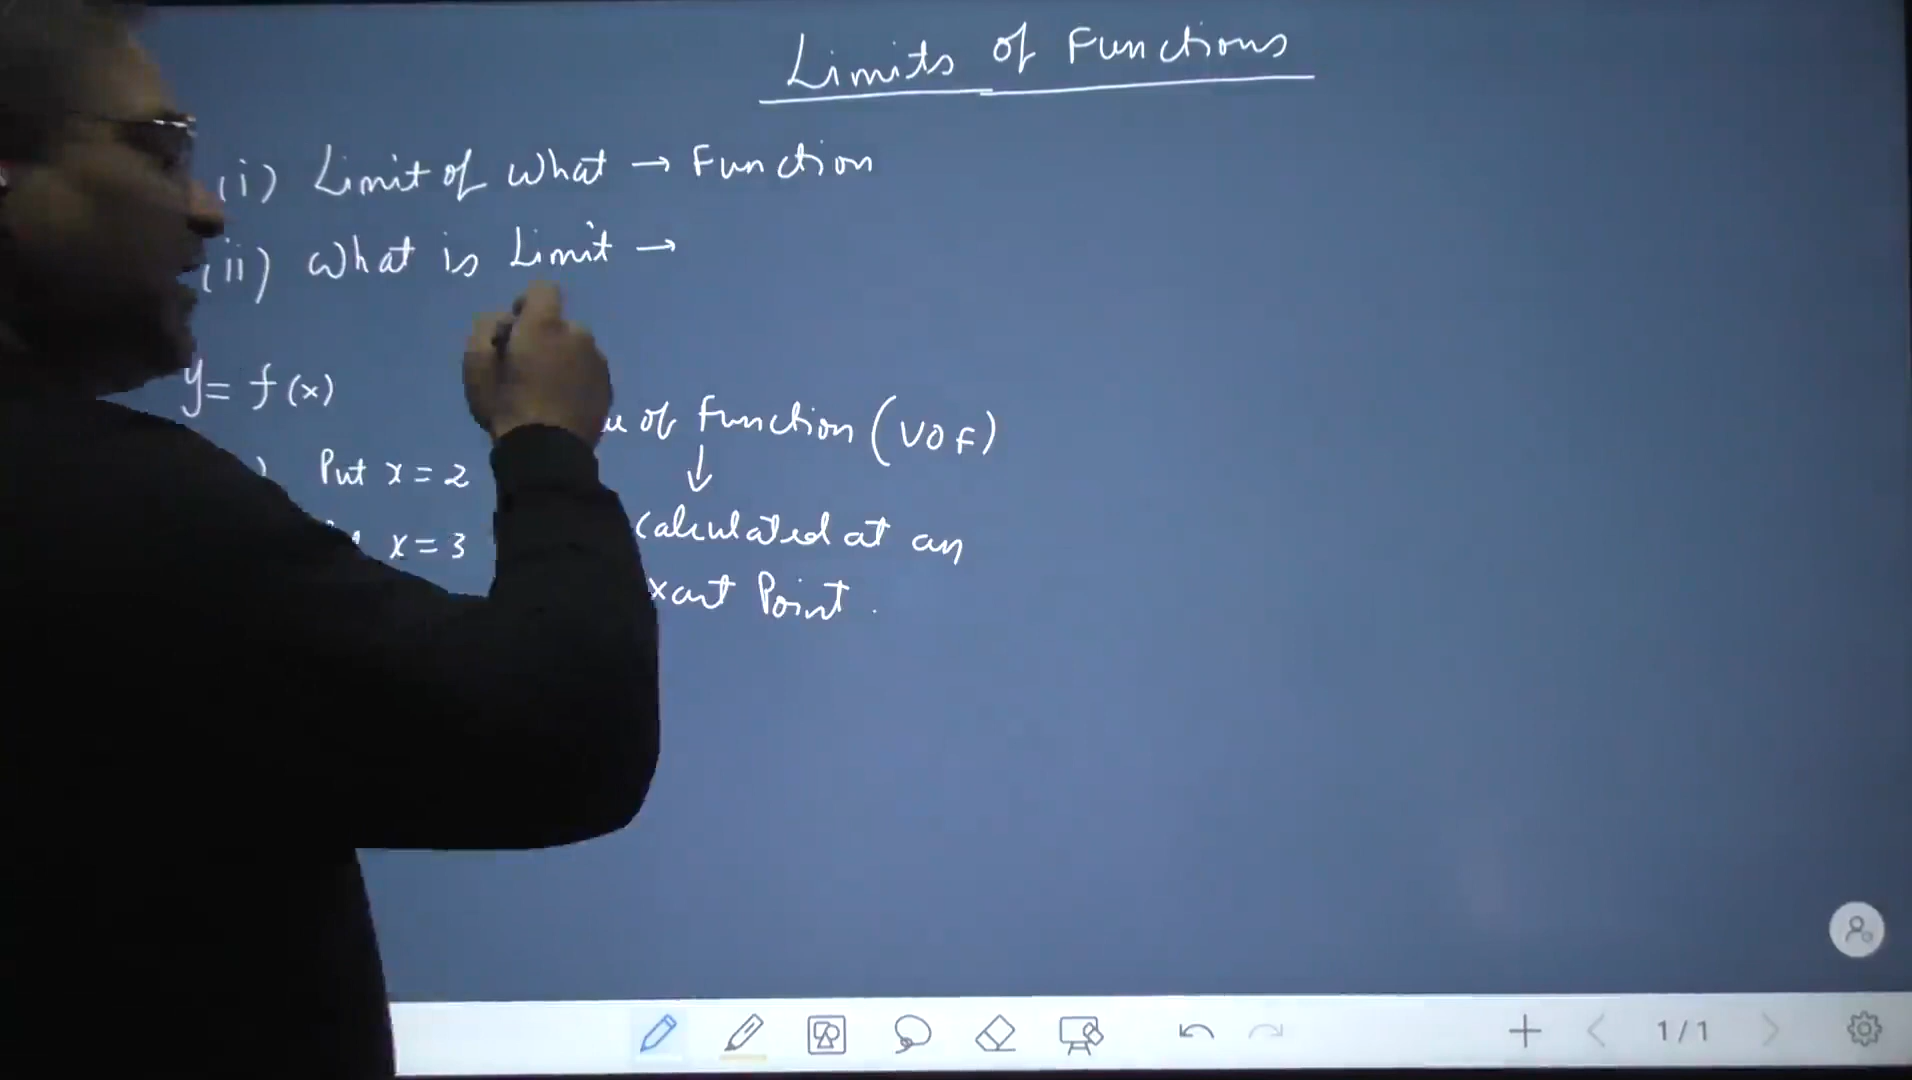 Limits of Functions
(i) Limit of what → Function
(ii) what is Limit →
y = f(x)
of Function (VOF)
↓
) Put x = 2
calculated at an
x = 3
Point.
1/1